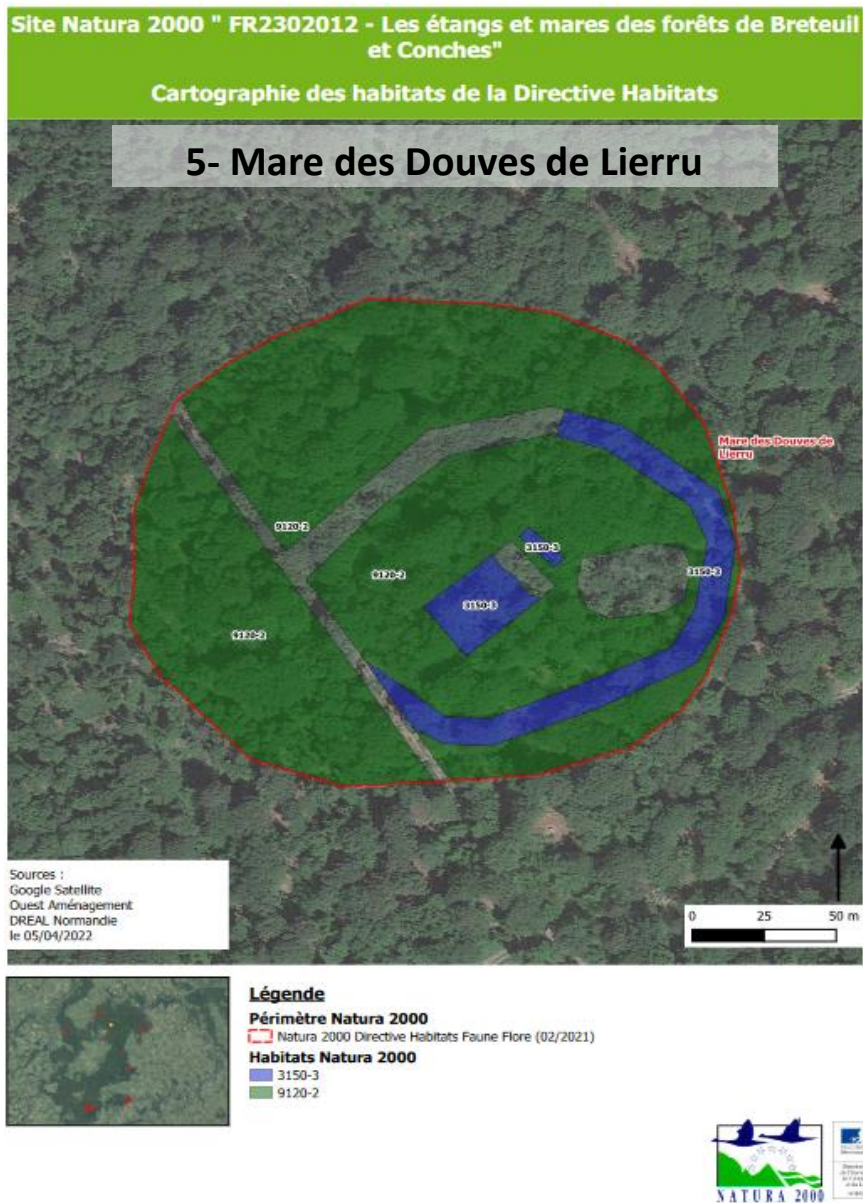 Site Natura 2000 " FR2302012 - Les étangs et mares des forêts de Breteuil
et Conches"
Cartographie des habitats de la Directive Habitats
5- Mare des Douves de Lierru
Mare des Douves de
Lierru
9120-2
3150-3
9120-2
3150-3
3150-3
9120-2
Sources :
Google Satellite
Ouest Aménagement
DREAL Normandie
le 05/04/2022
0 25 50 m
Légende
Périmètre Natura 2000
Natura 2000 Directive Habitats Faune Flore (02/2021)
Habitats Natura 2000
3150-3
9120-2
NATURA 2000